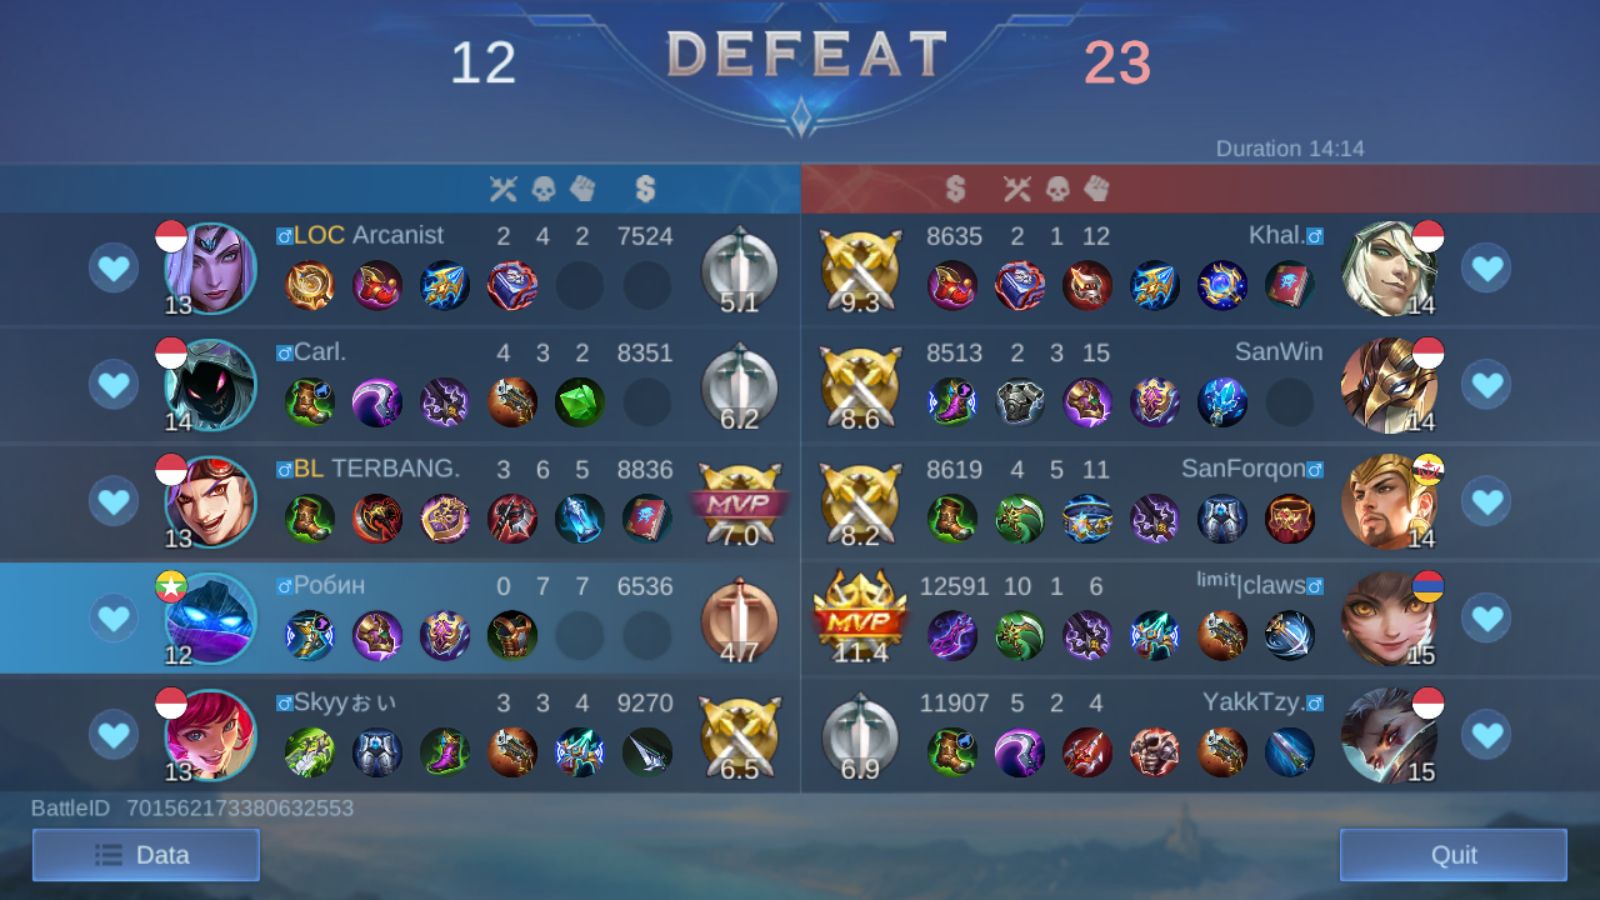 12 DEFEAT 23
Duration 14:14
LOC Arcanist 2 4 2 7524
13 5.1
8635 2 1 12 Khal.
9.3 14
Carl. 4 3 2 8351
14 6.2
8513 2 3 15 SanWin
8.6 14
BL TERBANG. 3 6 5 8836
MVP
13 7.0
8619 4 5 11 SanForqon
8.2 14
Робин 0 7 7 6536
12 4.7
12591 10 1 6 limit|claws
MVP
11.4 15
Skyyおい 3 3 4 9270
13 6.5
11907 5 2 4 YakkTzy.
6.9 15
BattleID 701562173380632553
Data
Quit